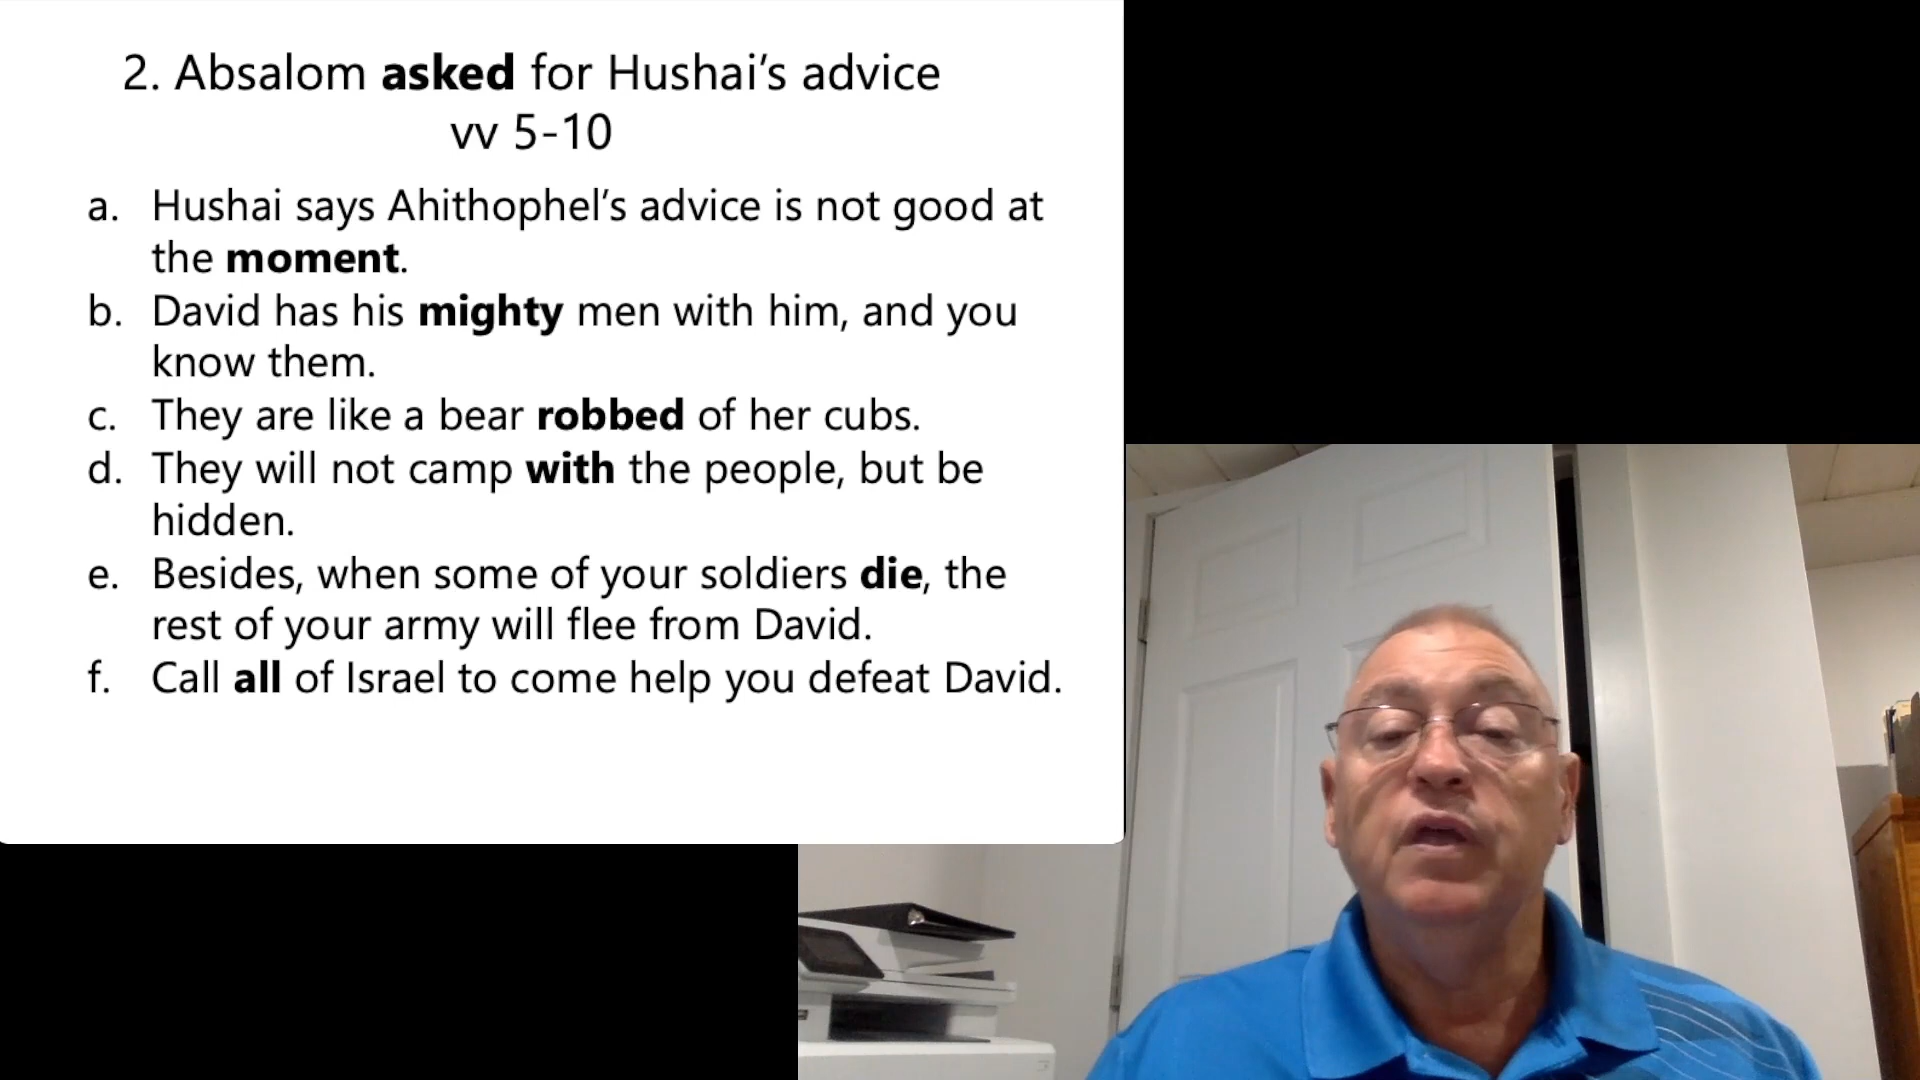 2. Absalom asked for Hushai’s advice
vv 5-10
a. Hushai says Ahithophel’s advice is not good at
the moment.
b. David has his mighty men with him, and you
know them.
c. They are like a bear robbed of her cubs.
d. They will not camp with the people, but be
hidden.
e. Besides, when some of your soldiers die, the
rest of your army will flee from David.
f. Call all of Israel to come help you defeat David.